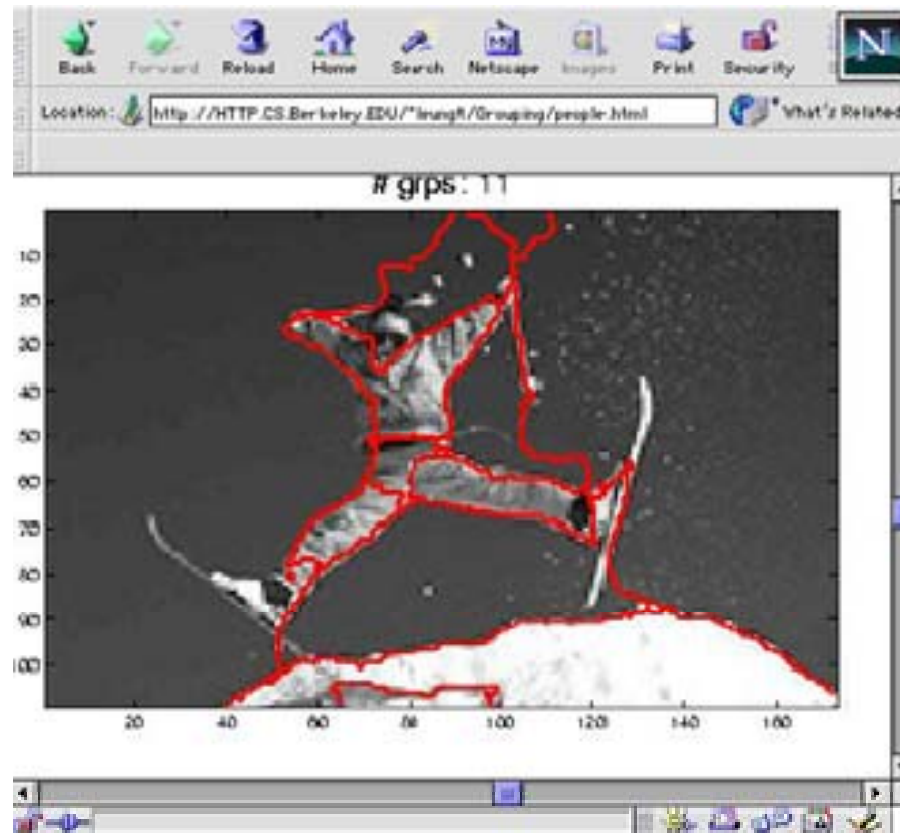 Back Forward Reload Home Search Netscape Images Print Security N
My
Location: http://HTTP.CS.Berkeley.EDU/~leungt/Grouping/people.html What's Related
# grps: 11
10
20
30
40
50
60
70
80
90
100
20 40 60 80 100 120 140 160